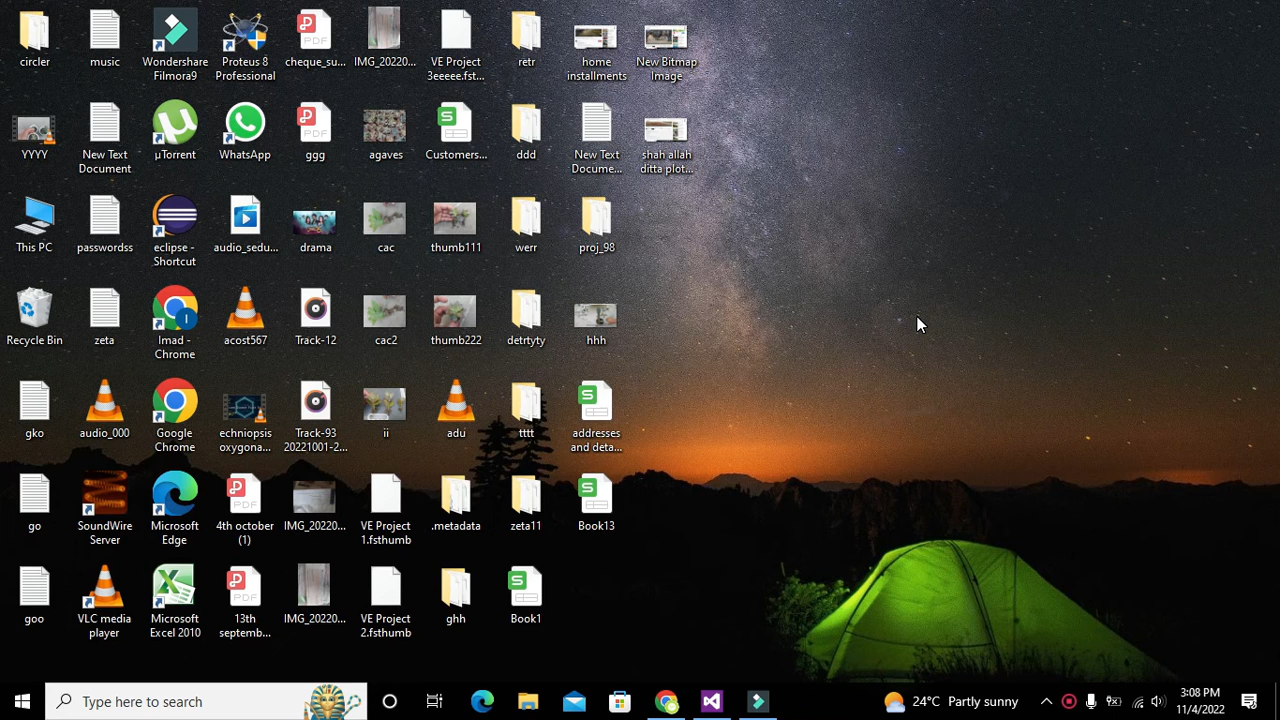 circler
music
Wondershare
Filmora9
Proteus 8
Professional
cheque_su...
IMG_20220...
VE Project
3eeeee.fst...
retr
home
installments
New Bitmap
Image
YYYY
New Text
Document
µTorrent
WhatsApp
ggg
agaves
Customers...
ddd
New Text
Docume...
shah allah
ditta plot...
This PC
passwordss
eclipse -
Shortcut
audio_sedu...
drama
cac
thumb111
werr
proj_98
Recycle Bin
zeta
Imad -
Chrome
acost567
Track-12
cac2
thumb222
detrtyty
hhh
gko
audio_000
Google
Chrome
echniopsis
oxygona...
Track-93
20221001-2...
ii
adu
tttt
addresses
and deta...
go
SoundWire
Server
Microsoft
Edge
4th october
(1)
IMG_20220...
VE Project
1.fsthumb
.metadata
zeta11
Book13
goo
VLC media
player
Microsoft
Excel 2010
13th
septemb...
IMG_20220...
VE Project
2.fsthumb
ghh
Book1
Type here to search
24°C Partly sunny
:08 PM
11/4/2022